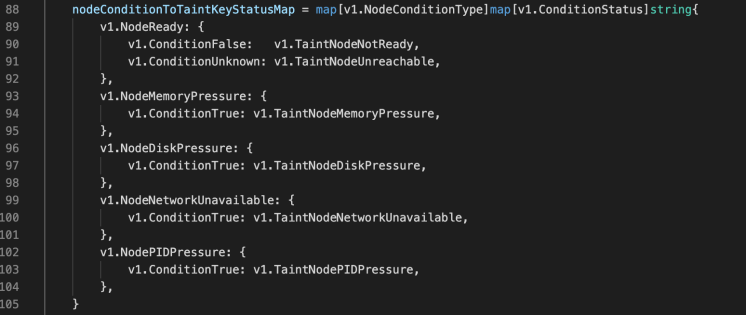 88 nodeConditionToTaintKeyStatusMap = map[v1.NodeConditionType]map[v1.ConditionStatus]string{
89 v1.NodeReady: {
90 v1.ConditionFalse:   v1.TaintNodeNotReady,
91 v1.ConditionUnknown: v1.TaintNodeUnreachable,
92 },
93 v1.NodeMemoryPressure: {
94 v1.ConditionTrue: v1.TaintNodeMemoryPressure,
95 },
96 v1.NodeDiskPressure: {
97 v1.ConditionTrue: v1.TaintNodeDiskPressure,
98 },
99 v1.NodeNetworkUnavailable: {
100 v1.ConditionTrue: v1.TaintNodeNetworkUnavailable,
101 },
102 v1.NodePIDPressure: {
103 v1.ConditionTrue: v1.TaintNodePIDPressure,
104 },
105 }